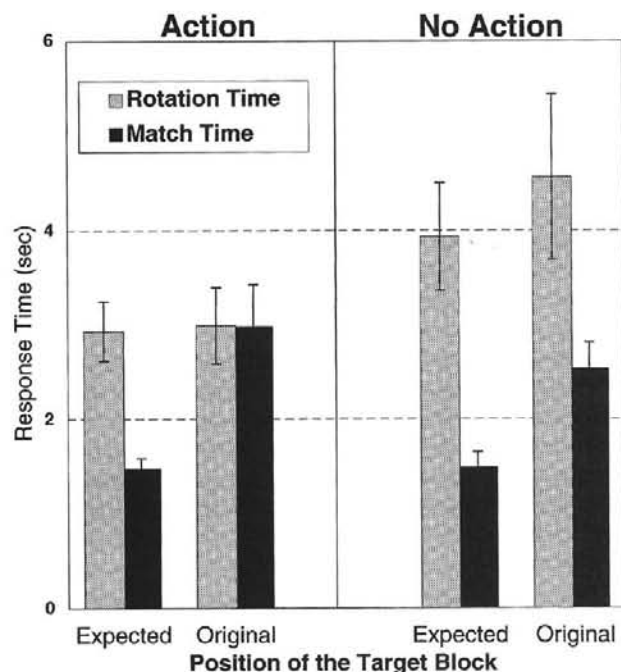 Action No Action
6
Rotation Time
Match Time
4
Response Time (sec)
2
0
Expected Original Expected Original
Position of the Target Block